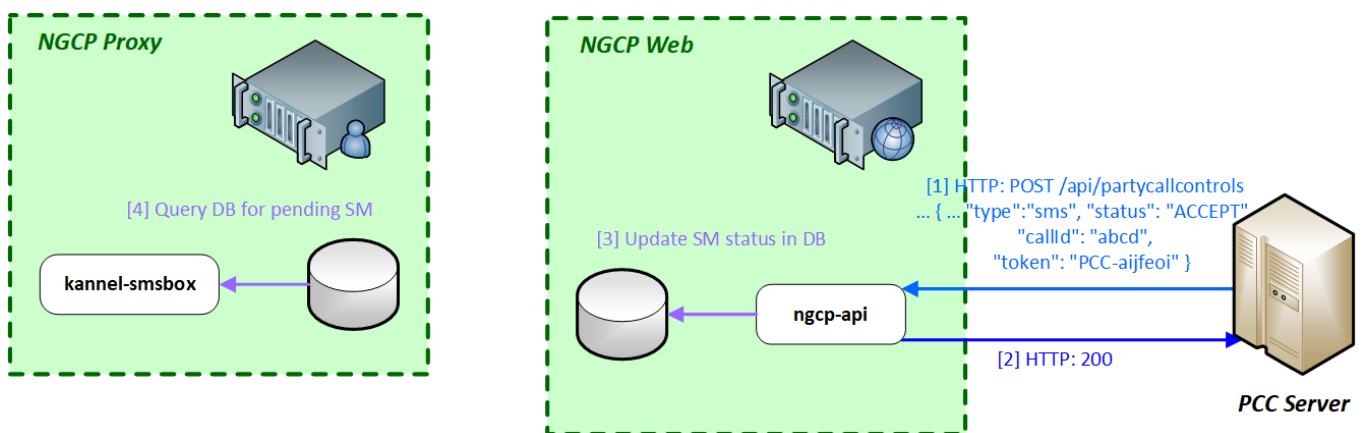 NGCP Proxy
[4] Query DB for pending SM
kannel-smsbox
NGCP Web
[3] Update SM status in DB
ngcp-api
[1] HTTP: POST /api/partycallcontrols
... { ... "type":"sms", "status": "ACCEPT"
"callId": "abcd",
"token": "PCC-aijfeoi" }
[2] HTTP: 200
PCC Server